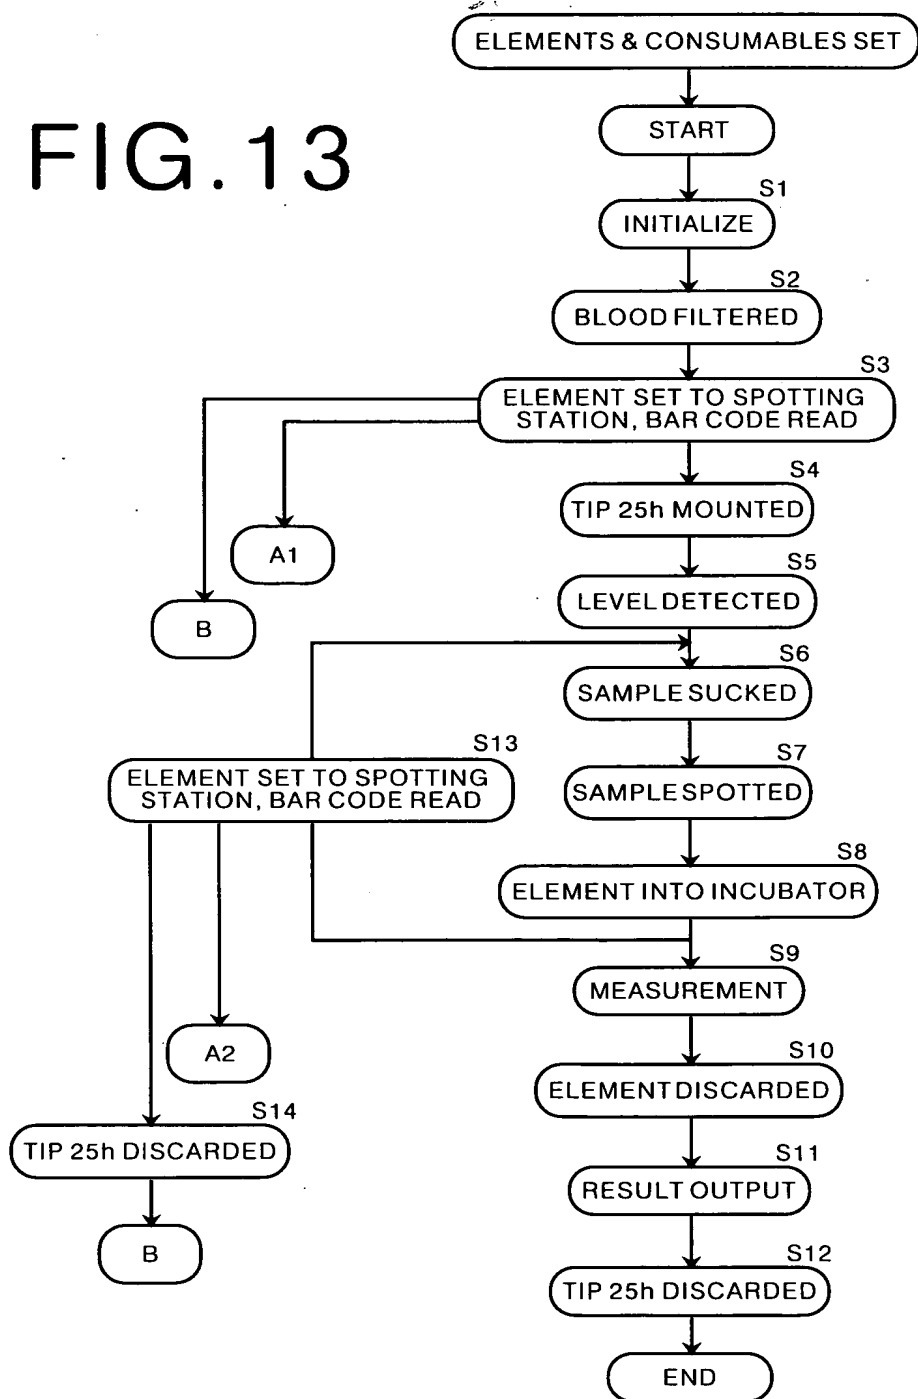 FIG.13
ELEMENTS & CONSUMABLES SET
START
S1
INITIALIZE
S2
BLOOD FILTERED
S3
ELEMENT SET TO SPOTTING
STATION, BAR CODE READ
S4
TIP 25h MOUNTED
A1
S5
LEVEL DETECTED
B
S6
SAMPLE SUCKED
S13
ELEMENT SET TO SPOTTING
STATION, BAR CODE READ
S7
SAMPLE SPOTTED
S8
ELEMENT INTO INCUBATOR
S9
MEASUREMENT
A2
S10
ELEMENT DISCARDED
S14
TIP 25h DISCARDED
S11
RESULT OUTPUT
B
S12
TIP 25h DISCARDED
END